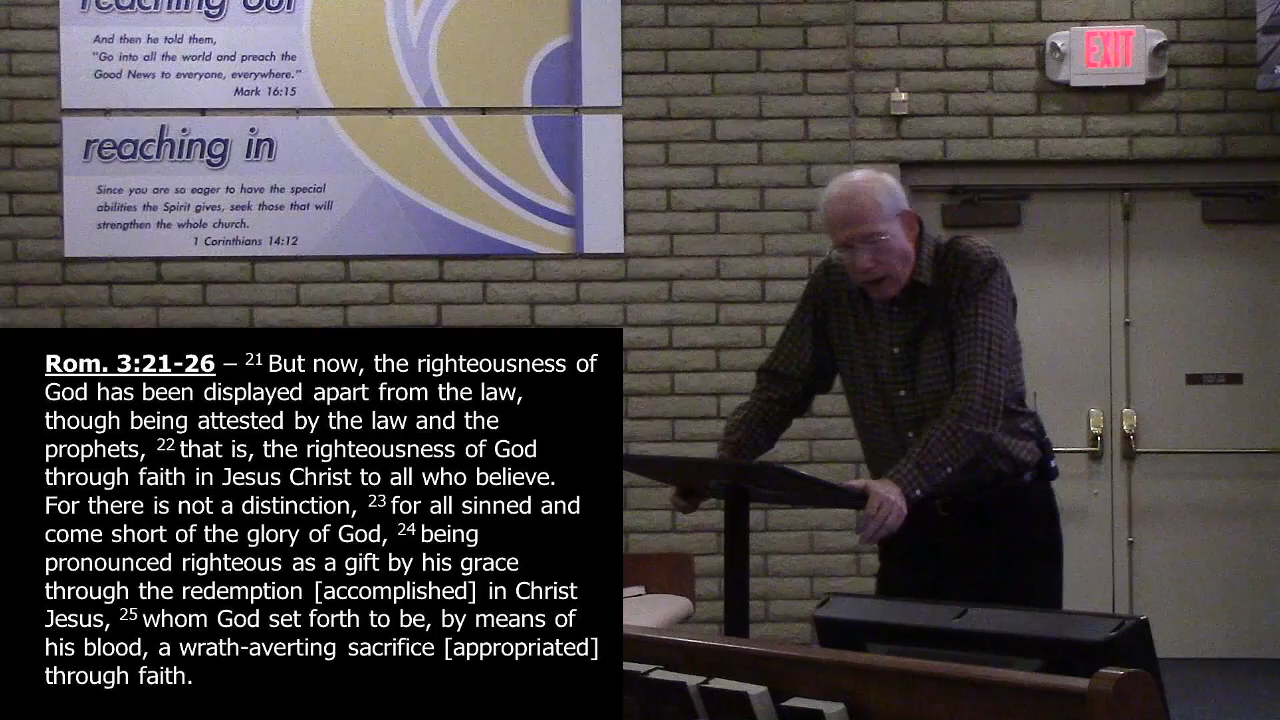 reaching out
And then he told them,
"Go into all the world and preach the
Good News to everyone, everywhere."
Mark 16:15
reaching in
Since you are so eager to have the special
abilities the Spirit gives, seek those that will
strengthen the whole church.
1 Corinthians 14:12
EXIT
Rom. 3:21-26 – 21 But now, the righteousness of
God has been displayed apart from the law,
though being attested by the law and the
prophets, 22 that is, the righteousness of God
through faith in Jesus Christ to all who believe.
For there is not a distinction, 23 for all sinned and
come short of the glory of God, 24 being
pronounced righteous as a gift by his grace
through the redemption [accomplished] in Christ
Jesus, 25 whom God set forth to be, by means of
his blood, a wrath-averting sacrifice [appropriated]
through faith.